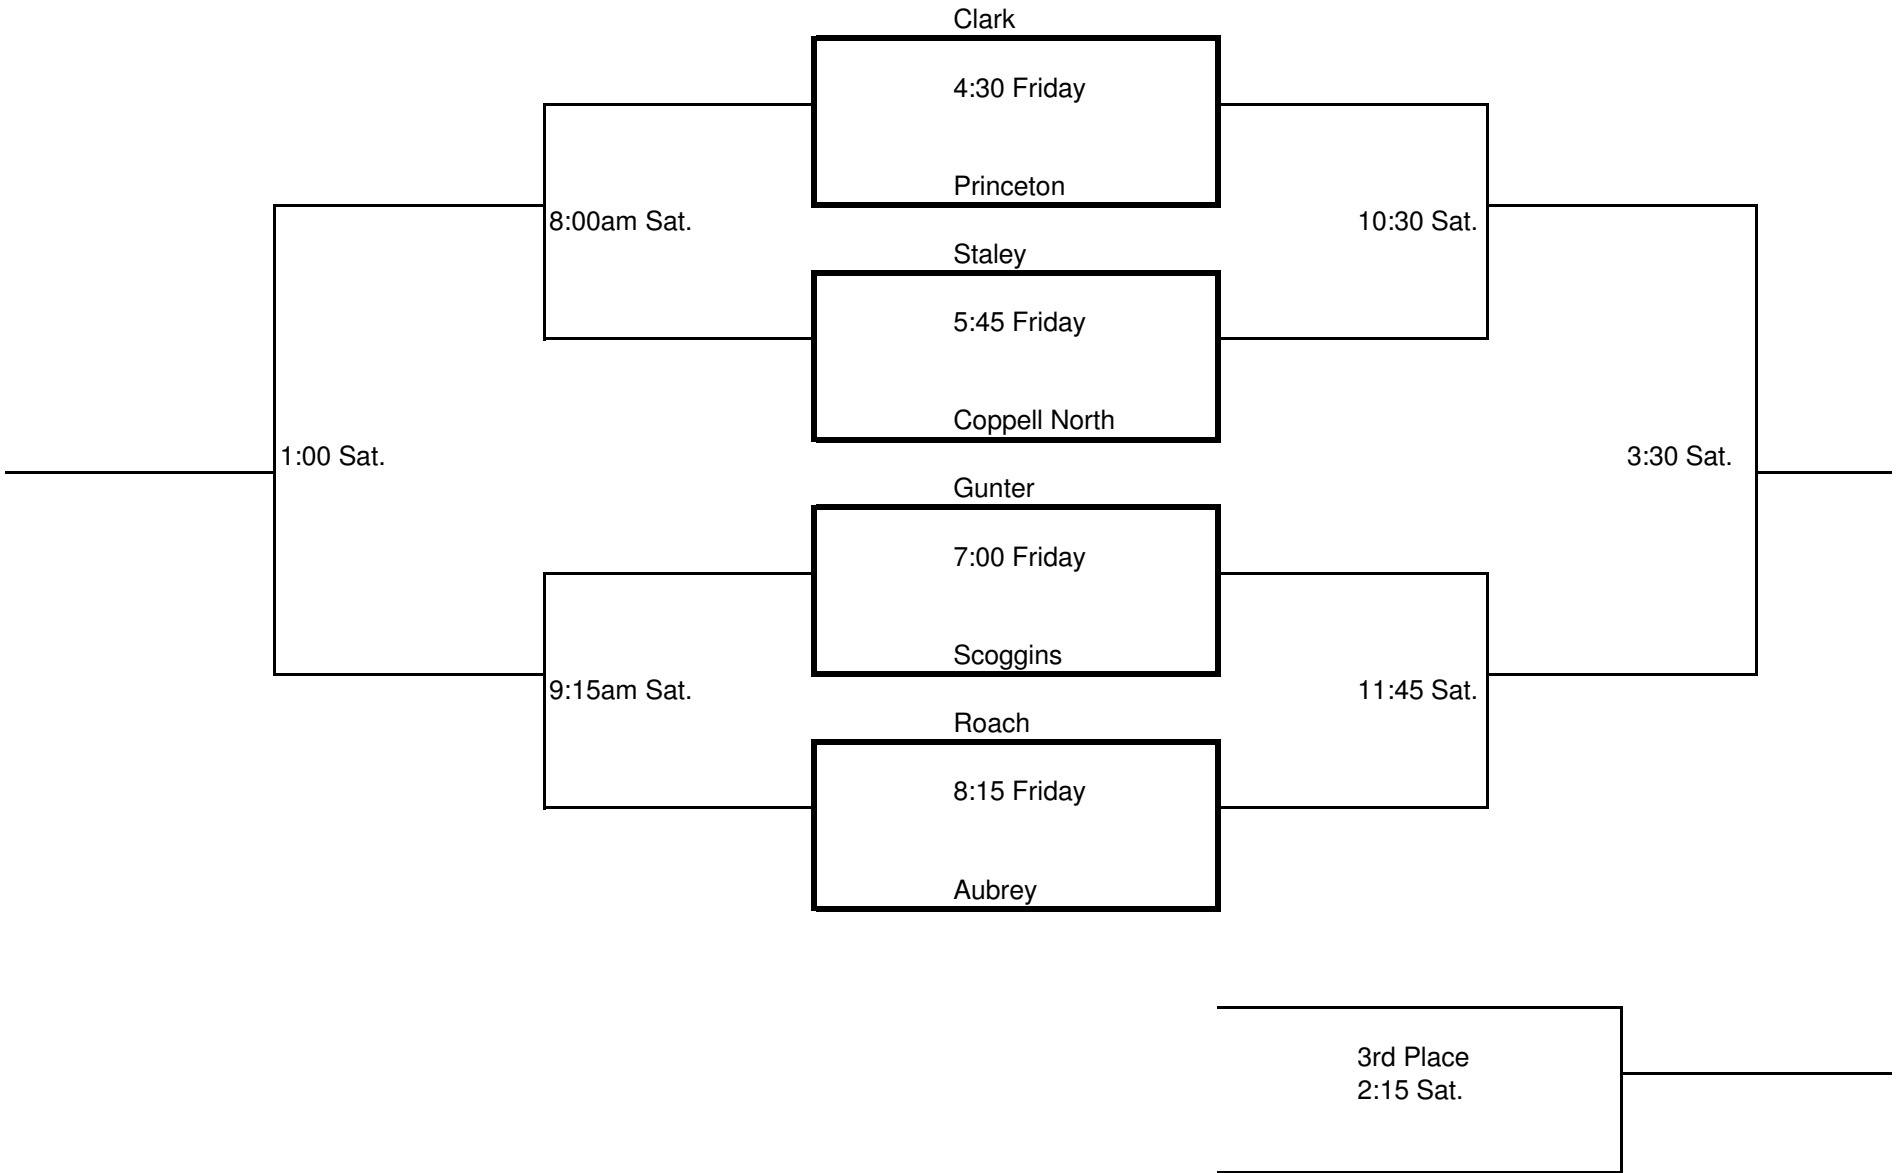 Clark
4:30 Friday
Princeton
8:00am Sat.
10:30 Sat.
Staley
5:45 Friday
Coppell North
1:00 Sat.
3:30 Sat.
Gunter
7:00 Friday
Scoggins
9:15am Sat.
11:45 Sat.
Roach
8:15 Friday
Aubrey
3rd Place
2:15 Sat.